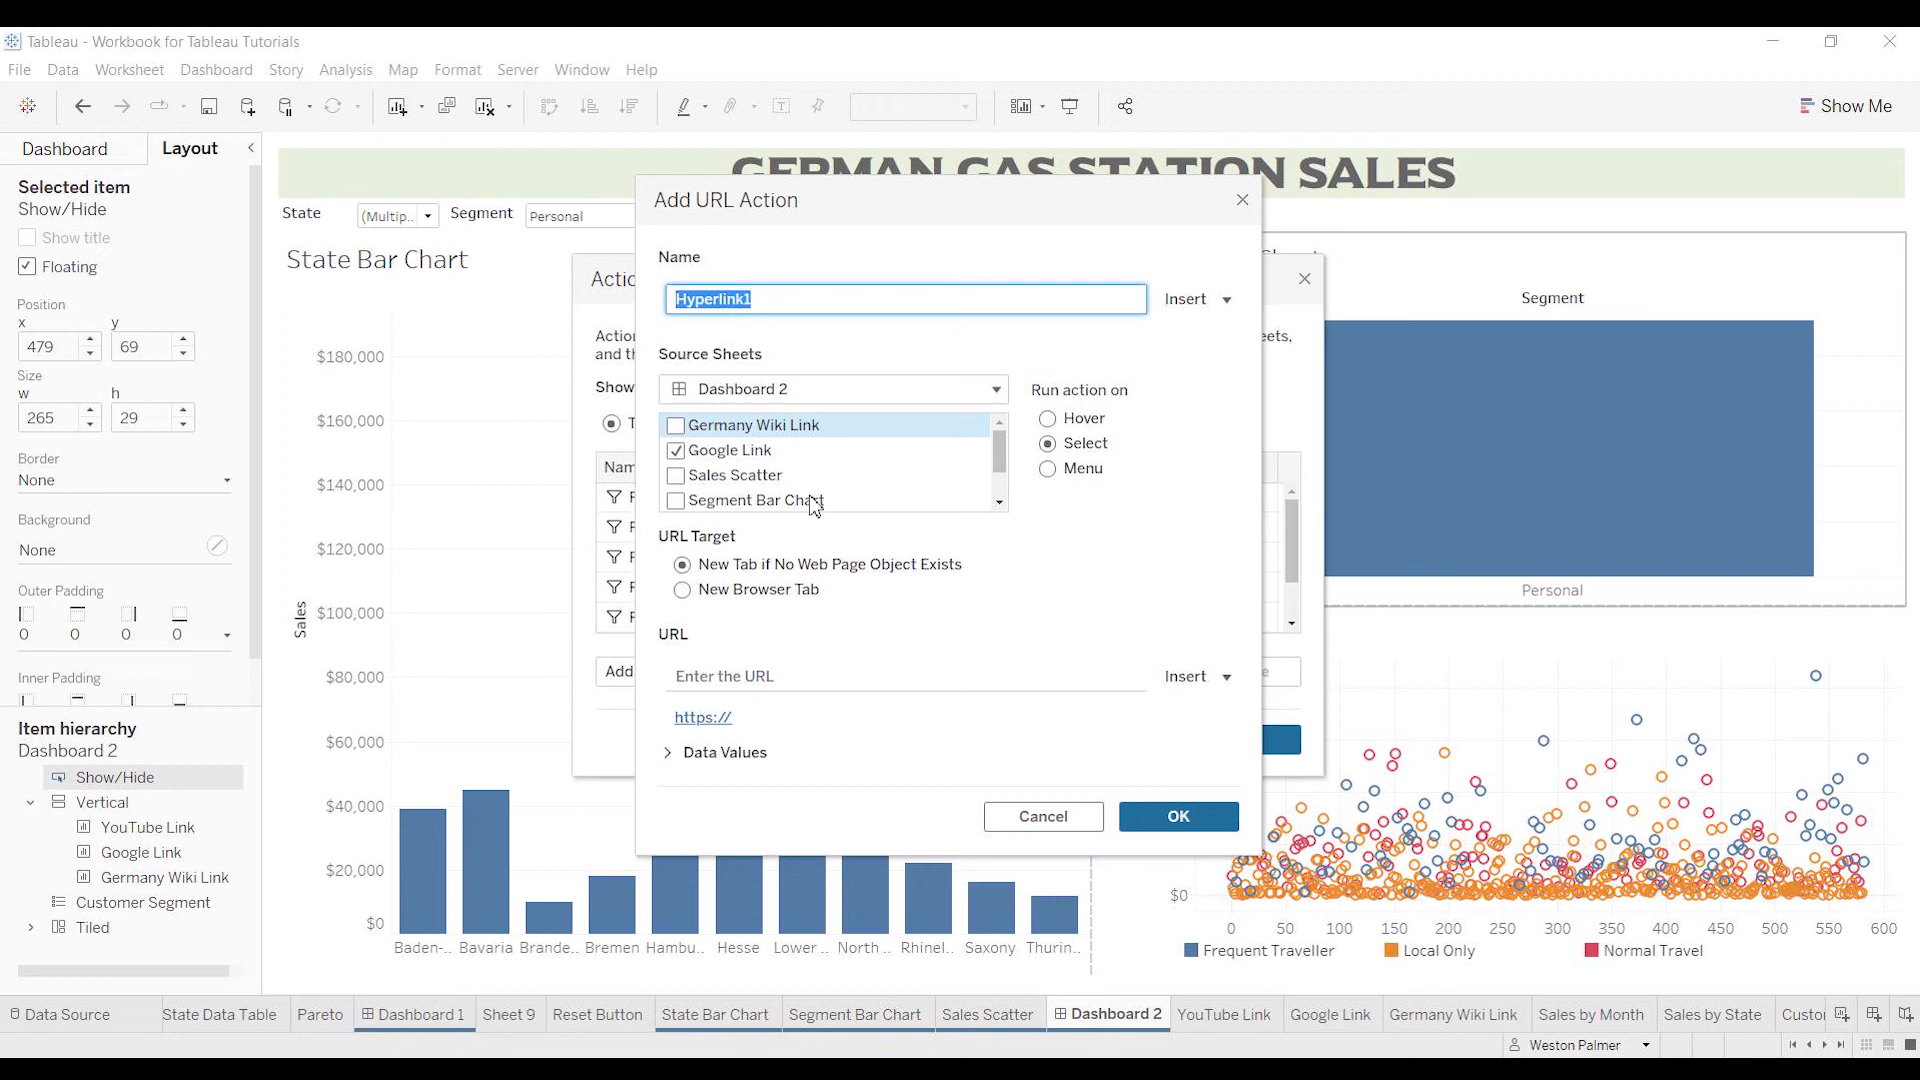 Tableau - Workbook for Tableau Tutorials
File Data Worksheet Dashboard Story Analysis Map Format Server Window Help
Show Me
Dashboard Layout
Selected item
Show/Hide
Show title
Floating
Position
x y
479 69
Size
w h
265 29
Border
None
Background
None
Outer Padding
0 0 0 0
Inner Padding
Item hierarchy
Dashboard 2
Show/Hide
Vertical
YouTube Link
Google Link
Germany Wiki Link
Customer Segment
Tiled
GERMAN GAS STATION SALES
State (Multip.. Segment Personal
State Bar Chart
Sales
$180,000
$160,000
$140,000
$120,000
$100,000
$80,000
$60,000
$40,000
$20,000
$0
Baden-.. Bavaria Brande.. Bremen Hambu.. Hesse Lower .. North .. Rhinel.. Saxony Thurin..
Add URL Action
Name
Hyperlink1 Insert
Source Sheets
Dashboard 2
Germany Wiki Link
Google Link
Sales Scatter
Segment Bar Chart
Run action on
Hover
Select
Menu
URL Target
New Tab if No Web Page Object Exists
New Browser Tab
URL
Enter the URL Insert
https://
Data Values
Cancel OK
Segment
Personal
$0
0 50 100 150 200 250 300 350 400 450 500 550 600
Frequent Traveller Local Only Normal Travel
Data Source State Data Table Pareto Dashboard 1 Sheet 9 Reset Button State Bar Chart Segment Bar Chart Sales Scatter Dashboard 2 YouTube Link Google Link Germany Wiki Link Sales by Month Sales by State Custo
Weston Palmer